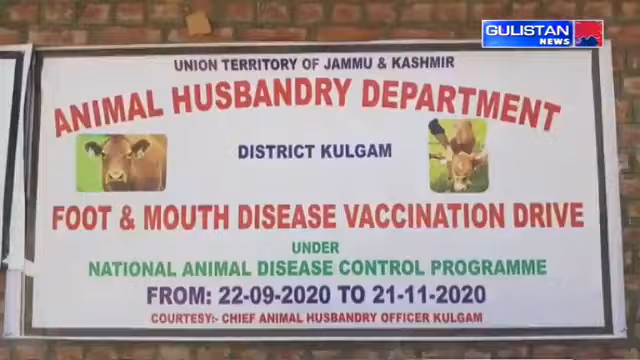 GULISTAN
NEWS
UNION TERRITORY OF JAMMU & KASHMIR
ANIMAL HUSBANDRY DEPARTMENT
DISTRICT KULGAM
FOOT & MOUTH DISEASE VACCINATION DRIVE
UNDER
NATIONAL ANIMAL DISEASE CONTROL PROGRAMME
FROM: 22-09-2020 TO 21-11-2020
COURTESY:- CHIEF ANIMAL HUSBANDRY OFFICER KULGAM